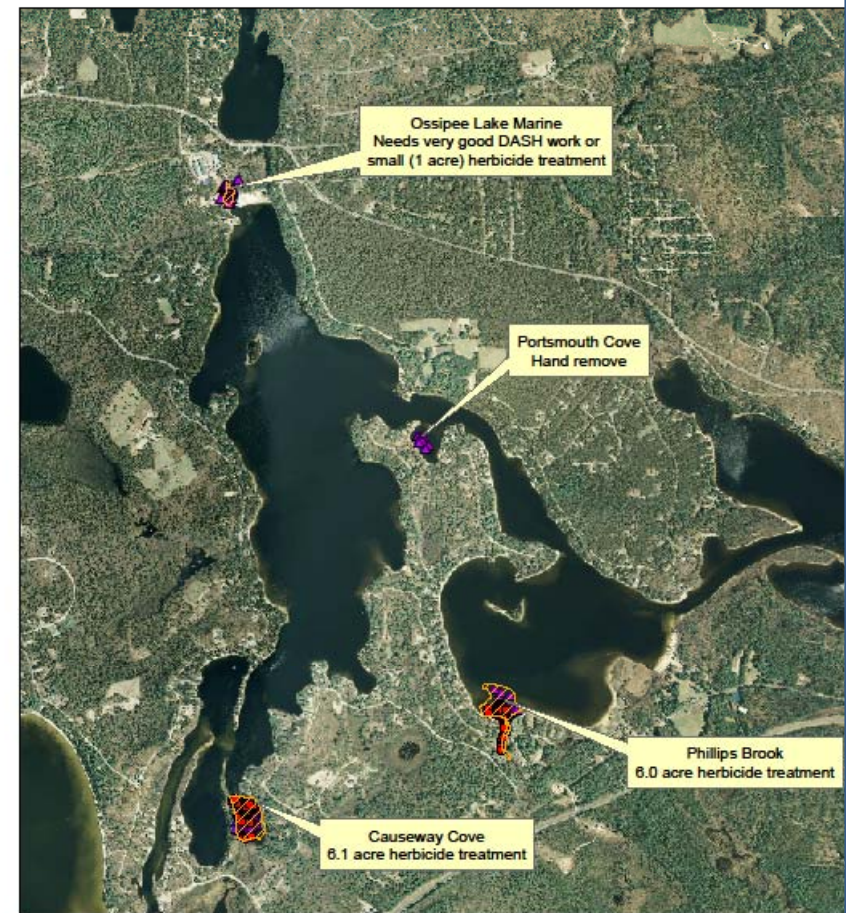 Ossipee Lake Marine
Needs very good DASH work or
small (1 acre) herbicide treatment
Portsmouth Cove
Hand remove
Phillips Brook
6.0 acre herbicide treatment
Causeway Cove
6.1 acre herbicide treatment